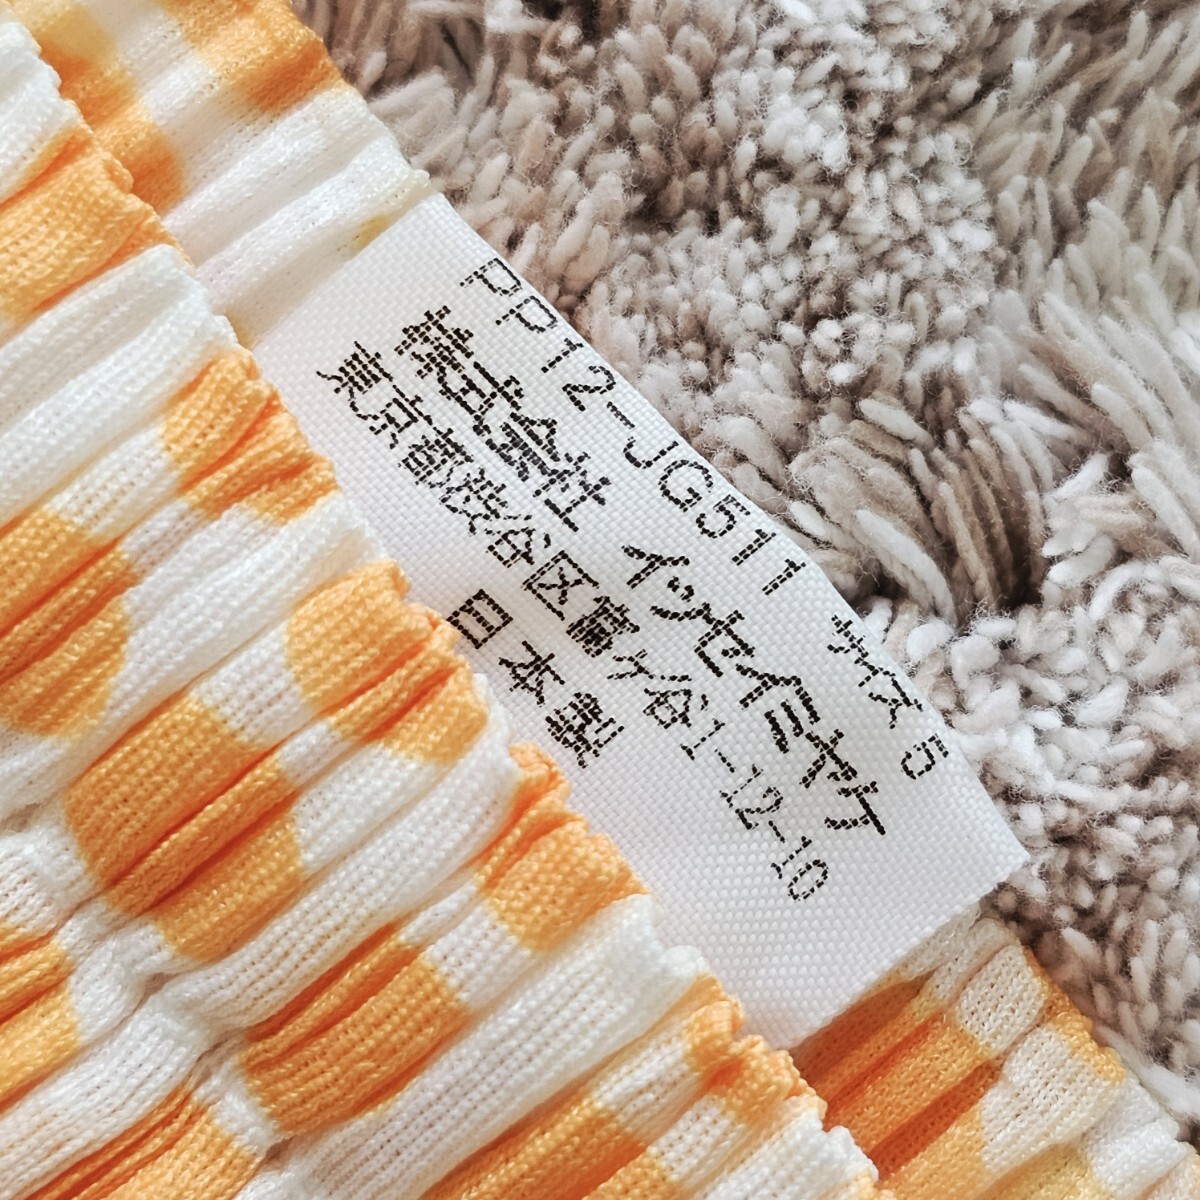 PP12-JG511 サイズ5
株式会社 イッセイミヤケ
東京都渋谷区富ケ谷1-12-10
日本製